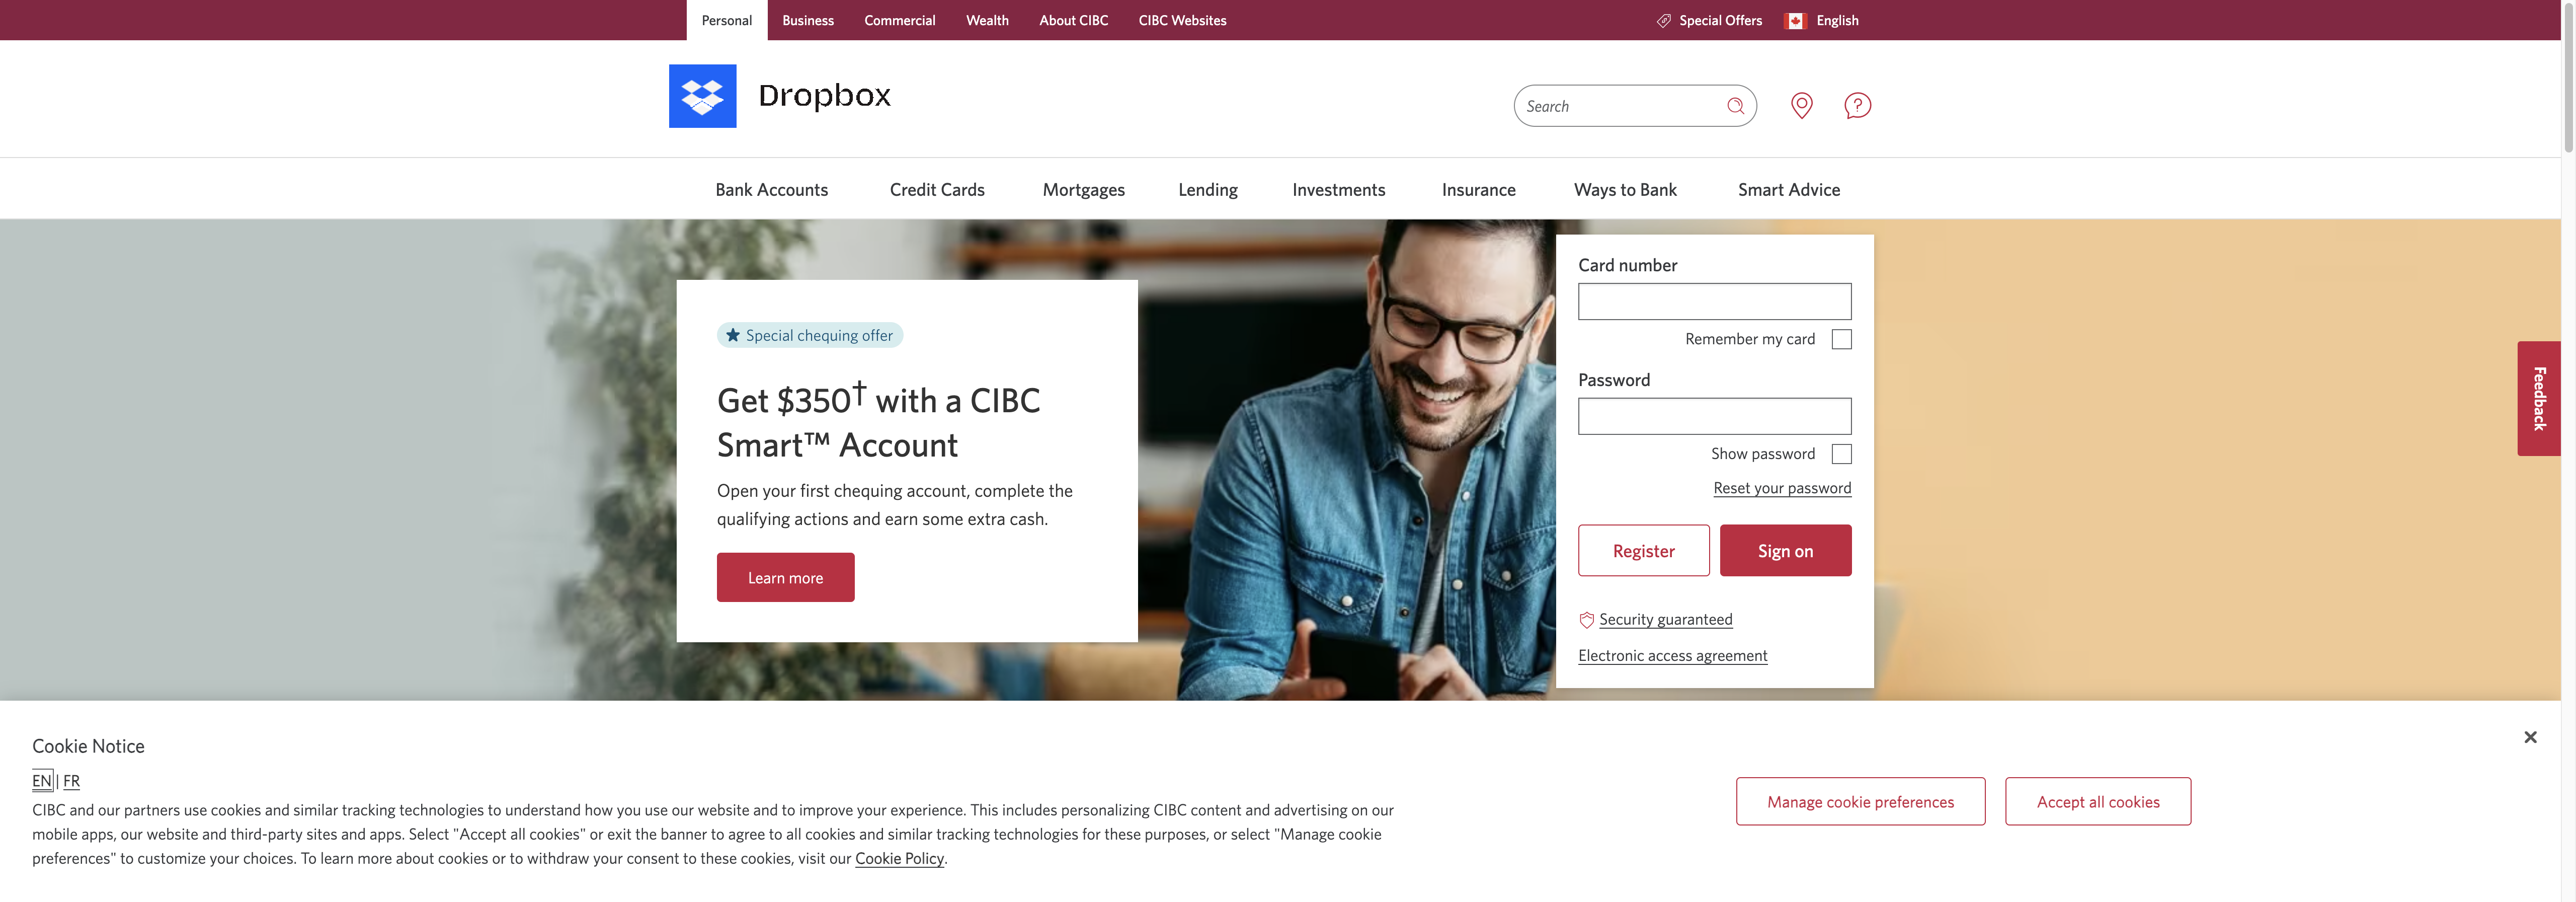 Personal
Business
Commercial
Wealth
About CIBC
CIBC Websites
Special Offers
English
Dropbox
Search
Bank Accounts
Credit Cards
Mortgages
Lending
Investments
Insurance
Ways to Bank
Smart Advice
Special chequing offer
Get $350† with a CIBC
Smart™ Account
Open your first chequing account, complete the
qualifying actions and earn some extra cash.
Learn more
Card number
Remember my card
Password
Show password
Reset your password
Register
Sign on
Security guaranteed
Electronic access agreement
Feedback
Cookie Notice
EN | FR
CIBC and our partners use cookies and similar tracking technologies to understand how you use our website and to improve your experience. This includes personalizing CIBC content and advertising on our
mobile apps, our website and third-party sites and apps. Select "Accept all cookies" or exit the banner to agree to all cookies and similar tracking technologies for these purposes, or select "Manage cookie
preferences" to customize your choices. To learn more about cookies or to withdraw your consent to these cookies, visit our Cookie Policy.
Manage cookie preferences
Accept all cookies